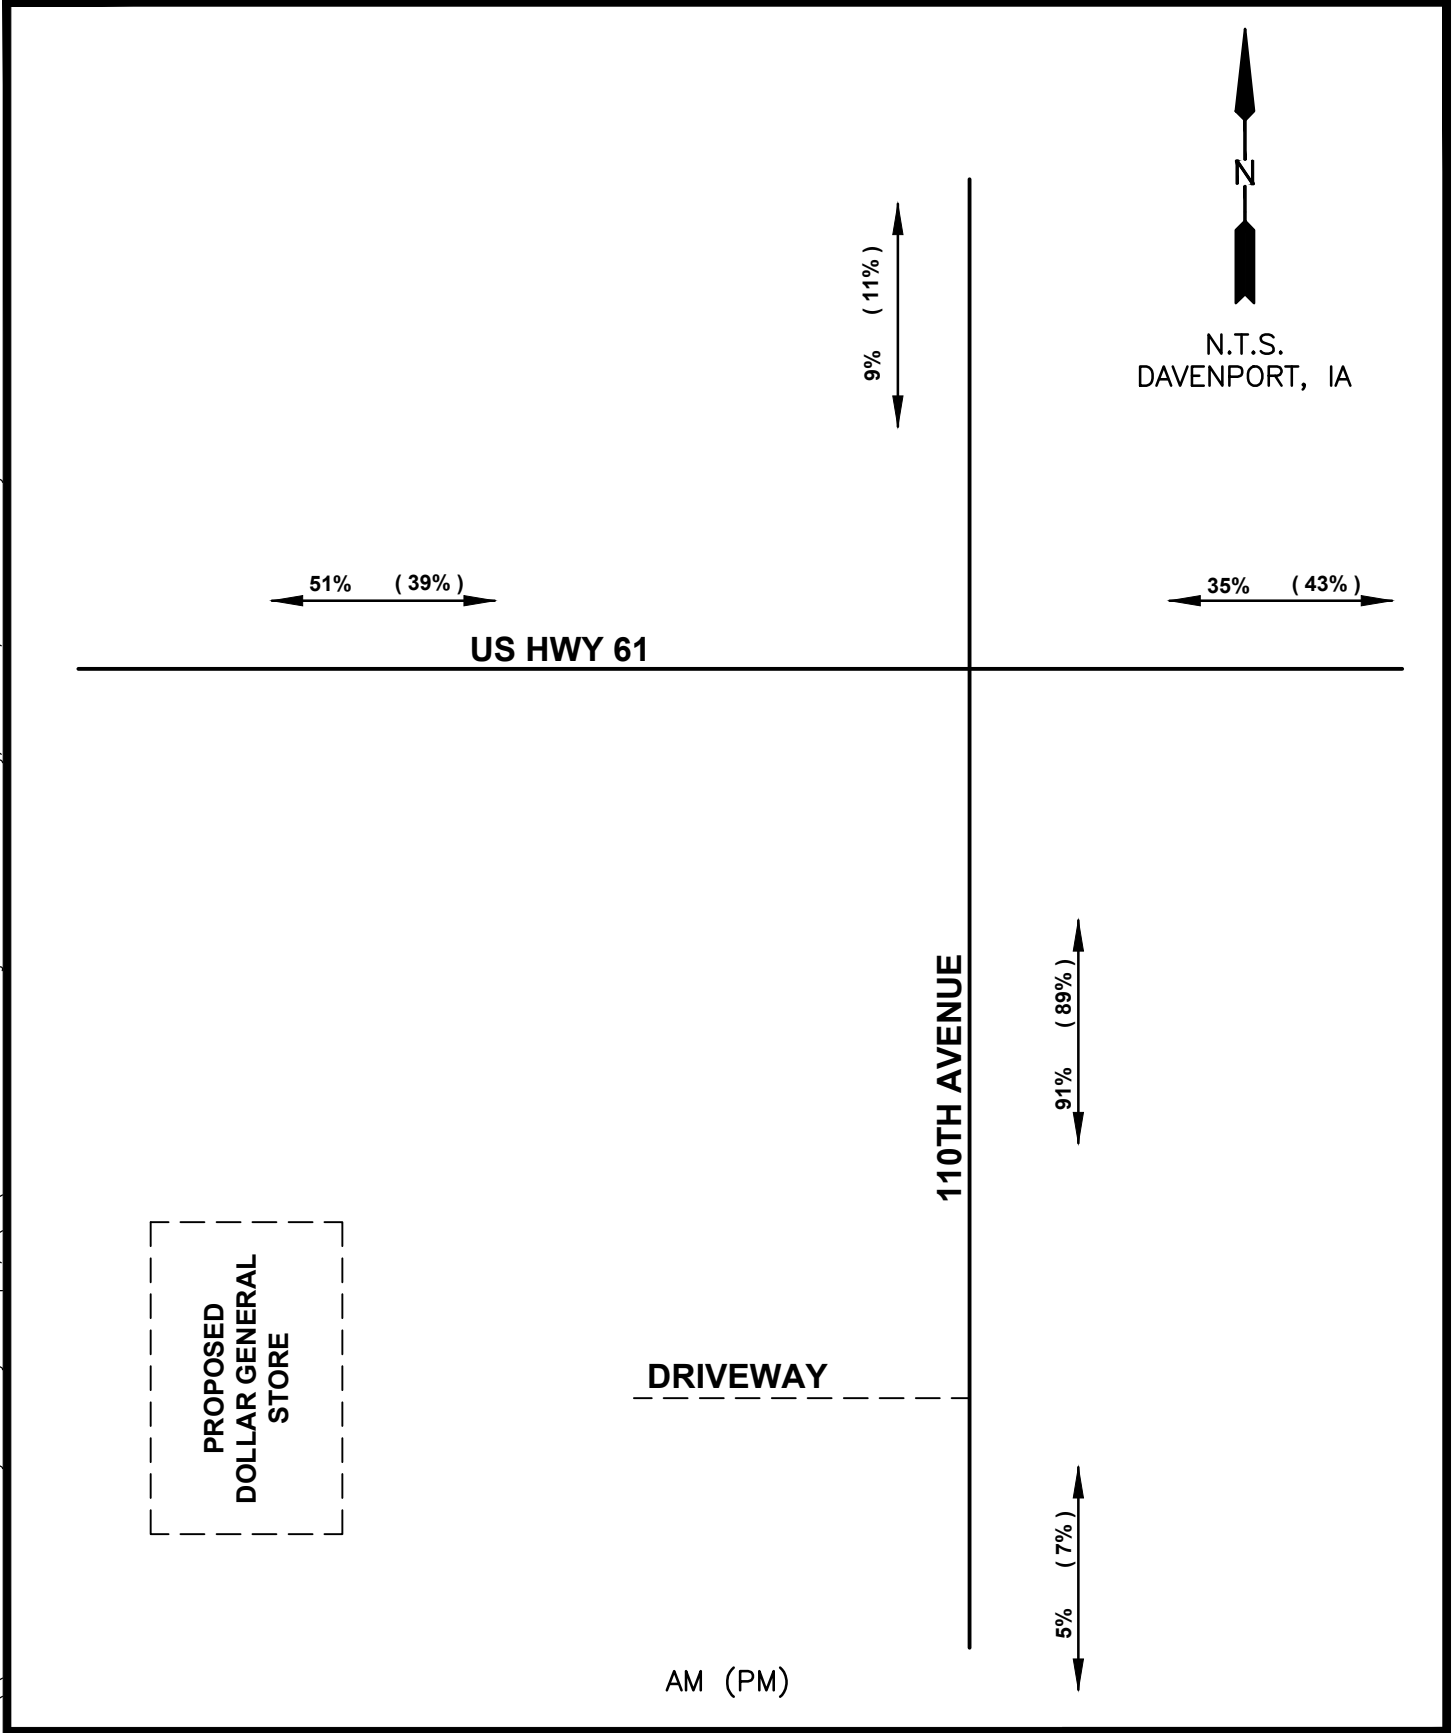 N
N.T.S.
DAVENPORT, IA
9% ( 11% )
51% ( 39% )
35% ( 43% )
US HWY 61
110TH AVENUE
91% ( 89% )
PROPOSED
DOLLAR GENERAL
STORE
DRIVEWAY
5% ( 7% )
AM (PM)